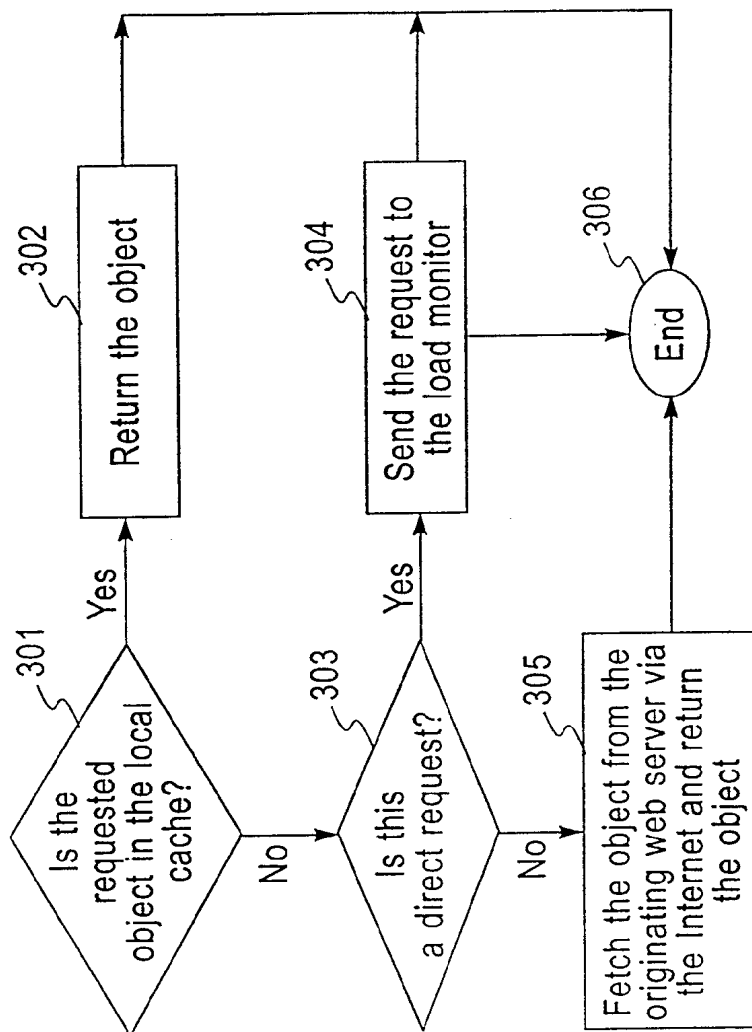 301
Is the
requested
object in the local
cache?
Yes
302
Return the object
No
303
Is this
a direct request?
Yes
304
Send the request to
the load monitor
No
305
Fetch the object from the
originating web server via
the Internet and return
the object
306
End